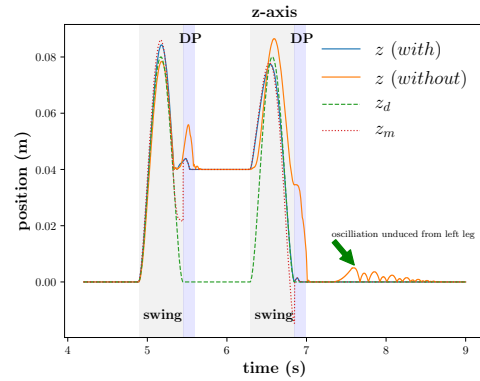 z-axis
DP
DP
z (with)
z (without)
z_d
z_m
oscilliation unduced from left leg
swing
swing
0.08
0.06
0.04
0.02
0.00
position (m)
4
5
6
7
8
9
time (s)